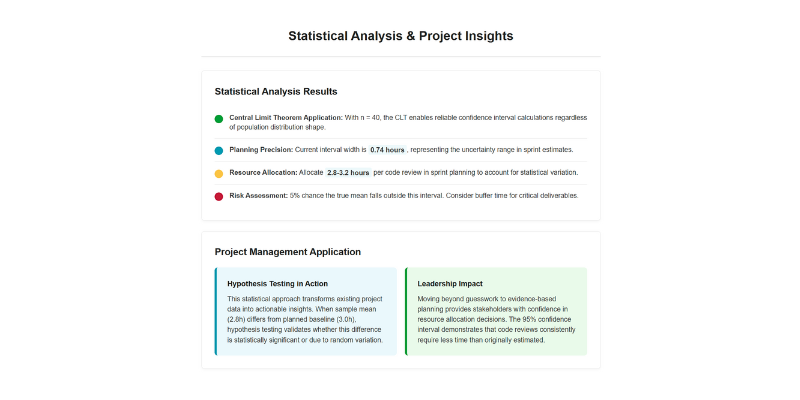 Statistical Analysis & Project Insights
Statistical Analysis Results
Central Limit Theorem Application: With n = 40, the CLT enables reliable confidence interval calculations regardless
of population distribution shape.
Planning Precision: Current interval width is 0.74 hours , representing the uncertainty range in sprint estimates.
Resource Allocation: Allocate 2.8-3.2 hours per code review in sprint planning to account for statistical variation.
Risk Assessment: 5% chance the true mean falls outside this interval. Consider buffer time for critical deliverables.
Project Management Application
Hypothesis Testing in Action
This statistical approach transforms existing project
data into actionable insights. When sample mean
(2.8h) differs from planned baseline (3.0h),
hypothesis testing validates whether this difference
is statistically significant or due to random variation.
Leadership Impact
Moving beyond guesswork to evidence-based
planning provides stakeholders with confidence in
resource allocation decisions. The 95% confidence
interval demonstrates that code reviews consistently
require less time than originally estimated.